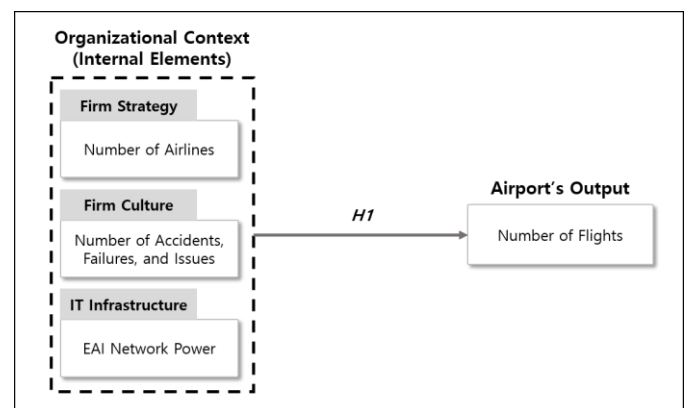 Organizational Context
(Internal Elements)
Firm Strategy
Number of Airlines
Firm Culture
Number of Accidents,
Failures, and Issues
IT Infrastructure
EAI Network Power
H1
Airport's Output
Number of Flights